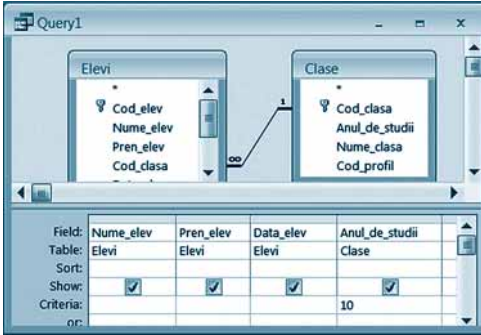 Query1
Elevi
*
Cod_elev
Nume_elev
Pren_elev
Cod_clasa
Clase
*
Cod_clasa
Anul_de_studii
Nume_clasa
Cod_profil
1
∞
Field: Nume_elev Pren_elev Data_elev Anul_de_studii
Table: Elevi Elevi Elevi Clase
Sort:
Show:
Criteria: 10
or: